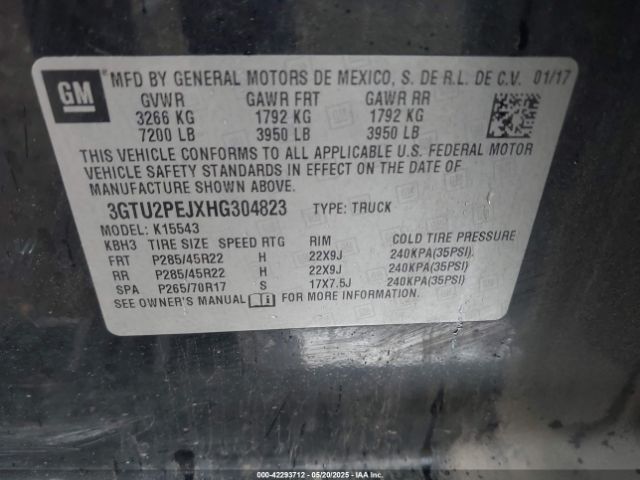 GM
MFD BY GENERAL MOTORS DE MEXICO, S. DE R.L. DE C.V. 01/17
GVWR GAWR FRT GAWR RR
3266 KG 1792 KG 1792 KG
7200 LB 3950 LB 3950 LB
THIS VEHICLE CONFORMS TO ALL APPLICABLE U.S. FEDERAL MOTOR
VEHICLE SAFETY STANDARDS IN EFFECT ON THE DATE OF
MANUFACTURE SHOWN ABOVE.
3GTU2PEJXHG304823 TYPE: TRUCK
MODEL: K15543
KBH3 TIRE SIZE SPEED RTG RIM COLD TIRE PRESSURE
FRT P285/45R22 H 22X9J 240KPA(35PSI)
RR P285/45R22 H 22X9J 240KPA(35PSI)
SPA P265/70R17 S 17X7.5J 240KPA(35PSI)
SEE OWNER'S MANUAL FOR MORE INFORMATION.
000-42293712 - 05/20/2025 - IAA Inc.